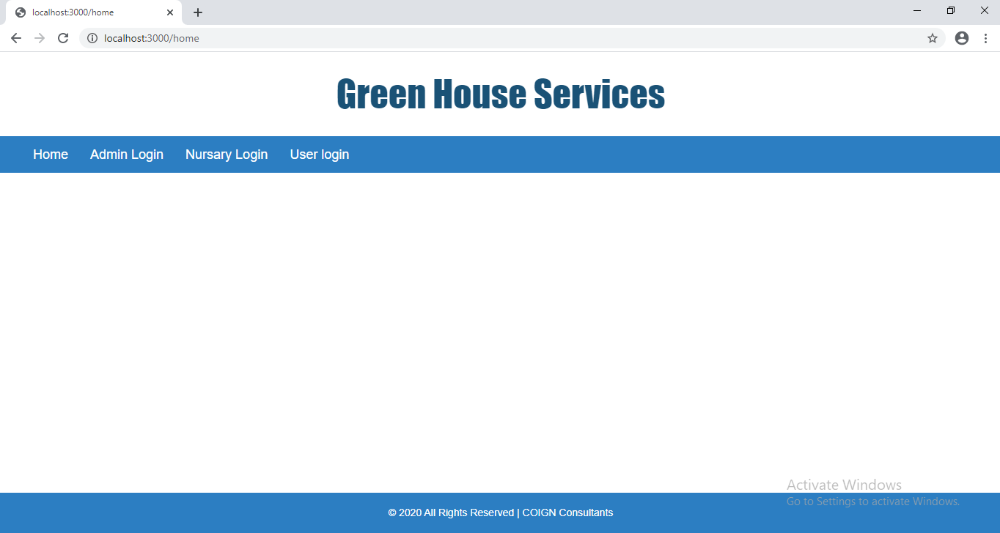 localhost:3000/home
localhost:3000/home
Green House Services
Home Admin Login Nursary Login User login
Activate Windows
Go to Settings to activate Windows.
© 2020 All Rights Reserved | COIGN Consultants